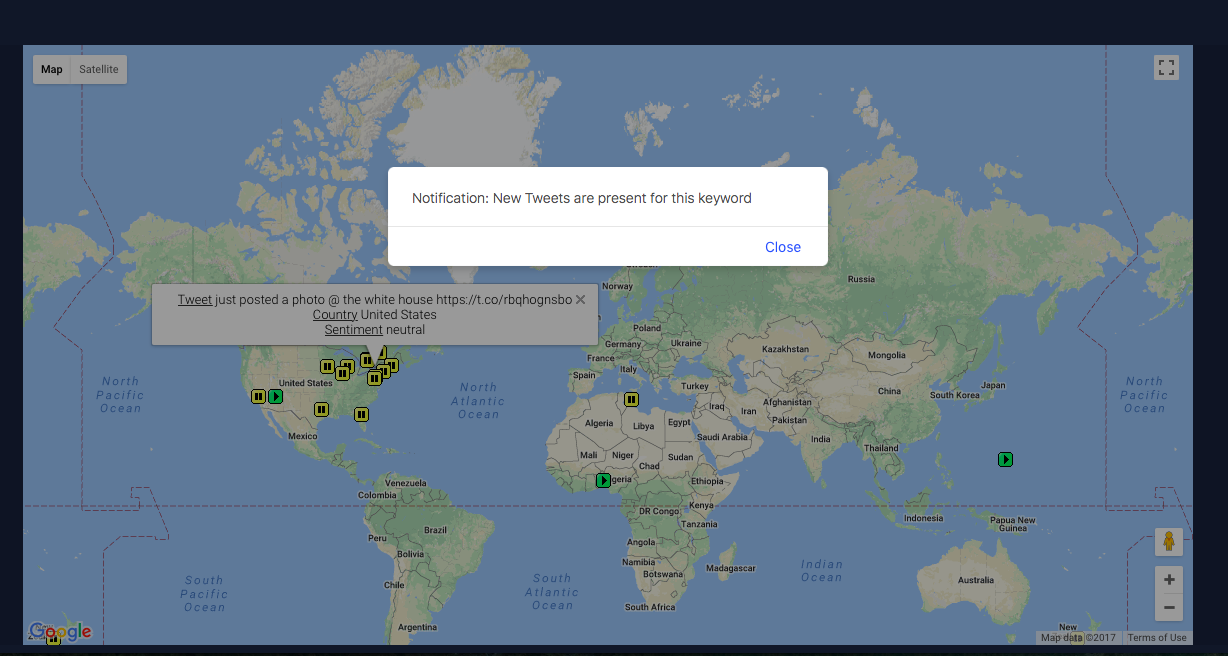 Map Satellite
Notification: New Tweets are present for this keyword
Close
Tweet just posted a photo @ the white house https://t.co/rbqhognsbo
Country United States
Sentiment neutral
Russia
Norway
Poland
Germany
Ukraine
France
Kazakhstan
Mongolia
Italy
Spain
Turkey
United States
North
Pacific
Ocean
North
Atlantic
Ocean
China
Japan
South Korea
North
Pacific
Ocean
Iraq
Iran
Afghanistan
Pakistan
Algeria
Libya
Egypt
Saudi Arabia
Mexico
India
Thailand
Mali
Niger
Chad
Sudan
Ethiopia
geria
Venezuela
Colombia
Kenya
DR Congo
Tanzania
Indonesia
Papua New
Guinea
Brazil
Peru
Angola
Bolivia
Namibia
Botswana
Madagascar
Indian
Ocean
South
Pacific
Ocean
Chile
South
Atlantic
Ocean
Australia
South Africa
Argentina
New
Google
Map data ©2017 Terms of Use